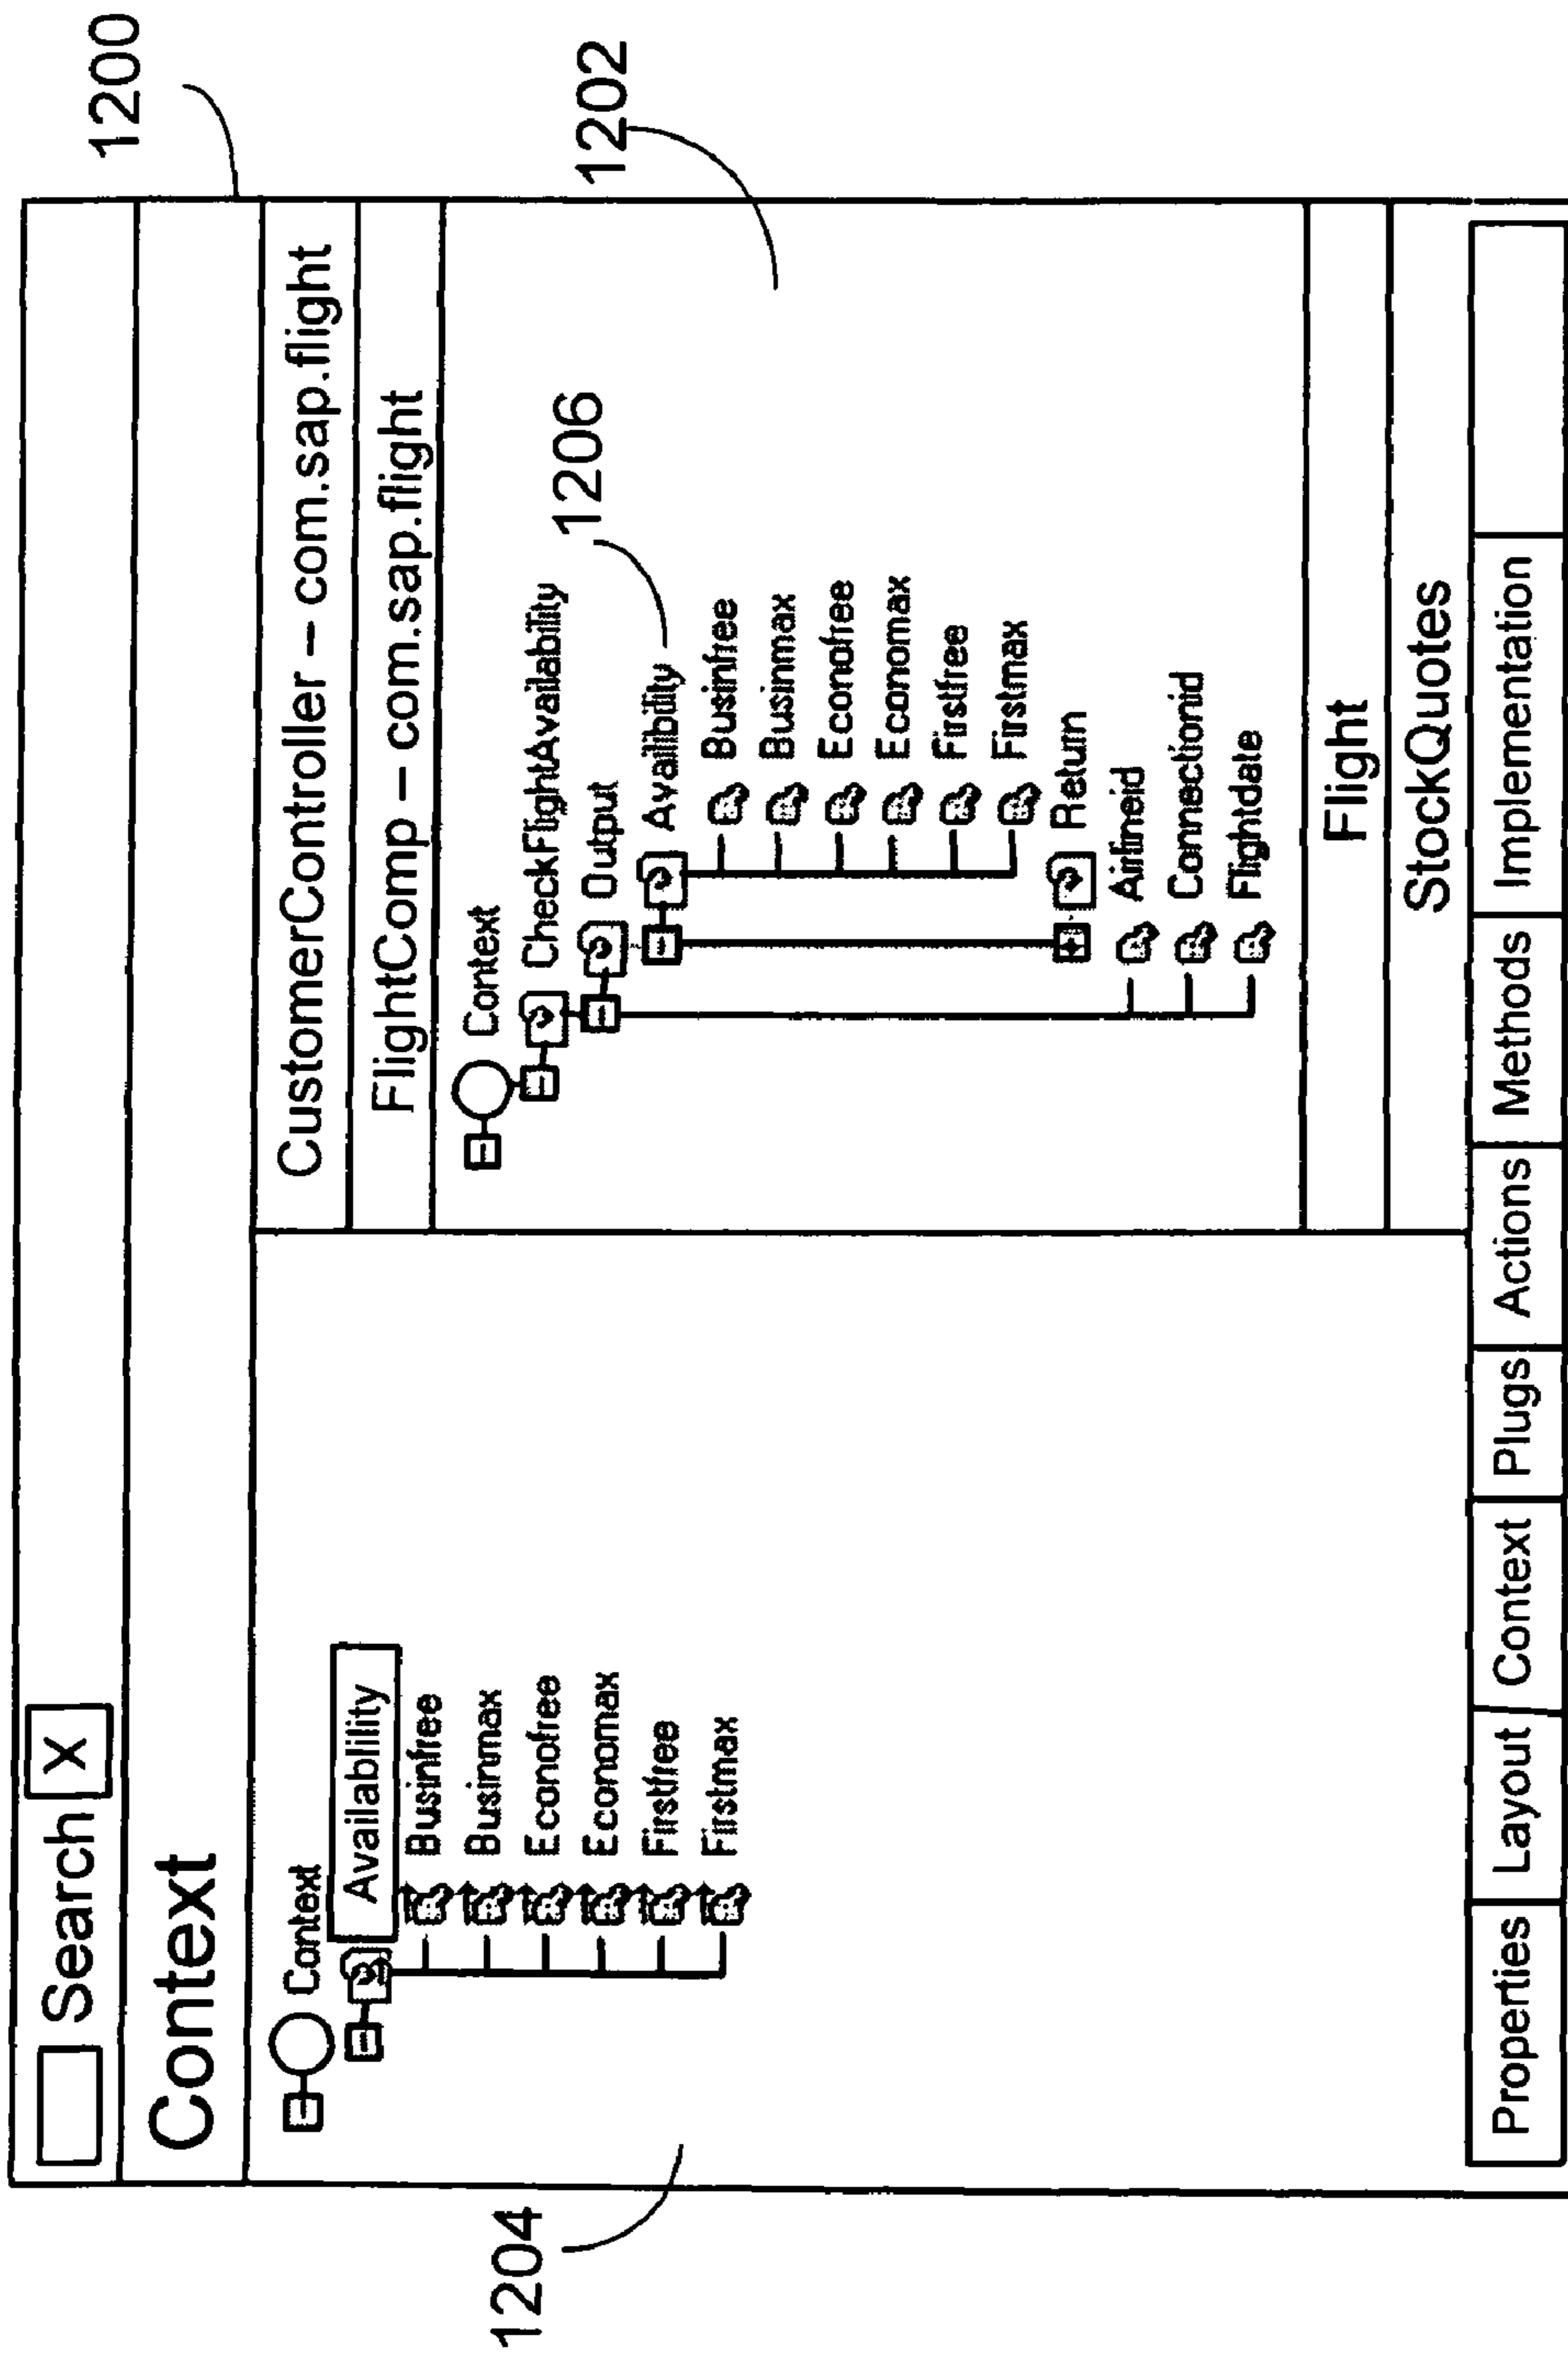 1200
Search X
Context
CustomerController – com.sap.flight
FlightComp – com.sap.flight
1202
1204
Context
Availablility
Businfree
Businmax
Econofree
Economax
Firstfree
Firstmax
Context
CheckFlightAvailability
Output
1206
Availibility
Businfree
Businmax
Econofree
Economax
Firstfree
Firstmax
Return
Airlineid
Connectionid
Flightdate
Flight
StockQuotes
Properties Layout Context Plugs Actions Methods Implementation